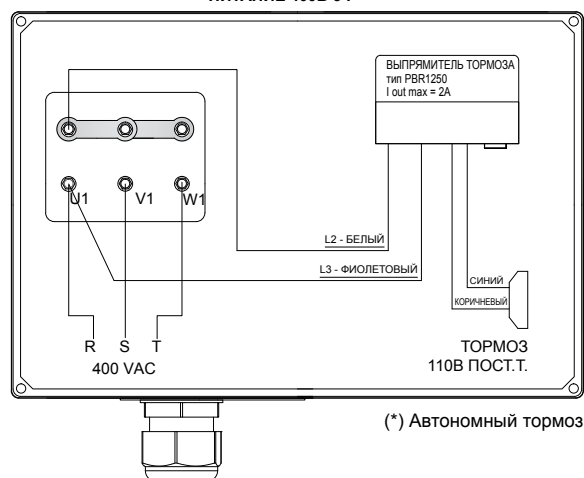 ВЫПРЯМИТЕЛЬ ТОРМОЗА
тип PBR1250
I out max = 2A
U1 V1 W1
L2 - БЕЛЫЙ
L3 - ФИОЛЕТОВЫЙ
СИНИЙ
КОРИЧНЕВЫЙ
R S T
400 VAC
ТОРМОЗ
110В ПОСТ.Т.
(*) Автономный тормоз